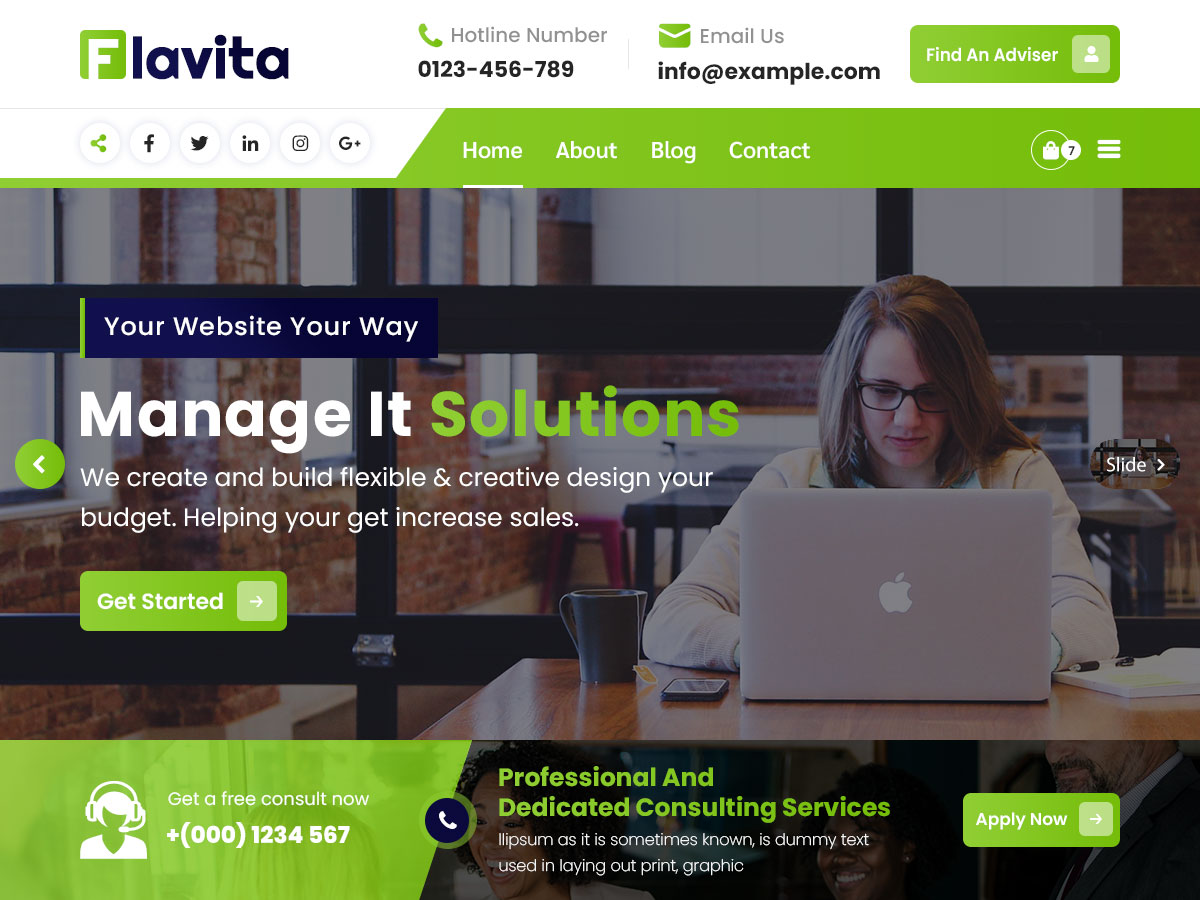 Flavita
Hotline Number
0123-456-789
Email Us
info@example.com
Find An Adviser
Home About Blog Contact
7
Your Website Your Way
Manage It Solutions
We create and build flexible & creative design your
budget. Helping your get increase sales.
Slide
Get Started
Get a free consult now
+(000) 1234 567
Professional And
Dedicated Consulting Services
llipsum as it is sometimes known, is dummy text
used in laying out print, graphic
Apply Now